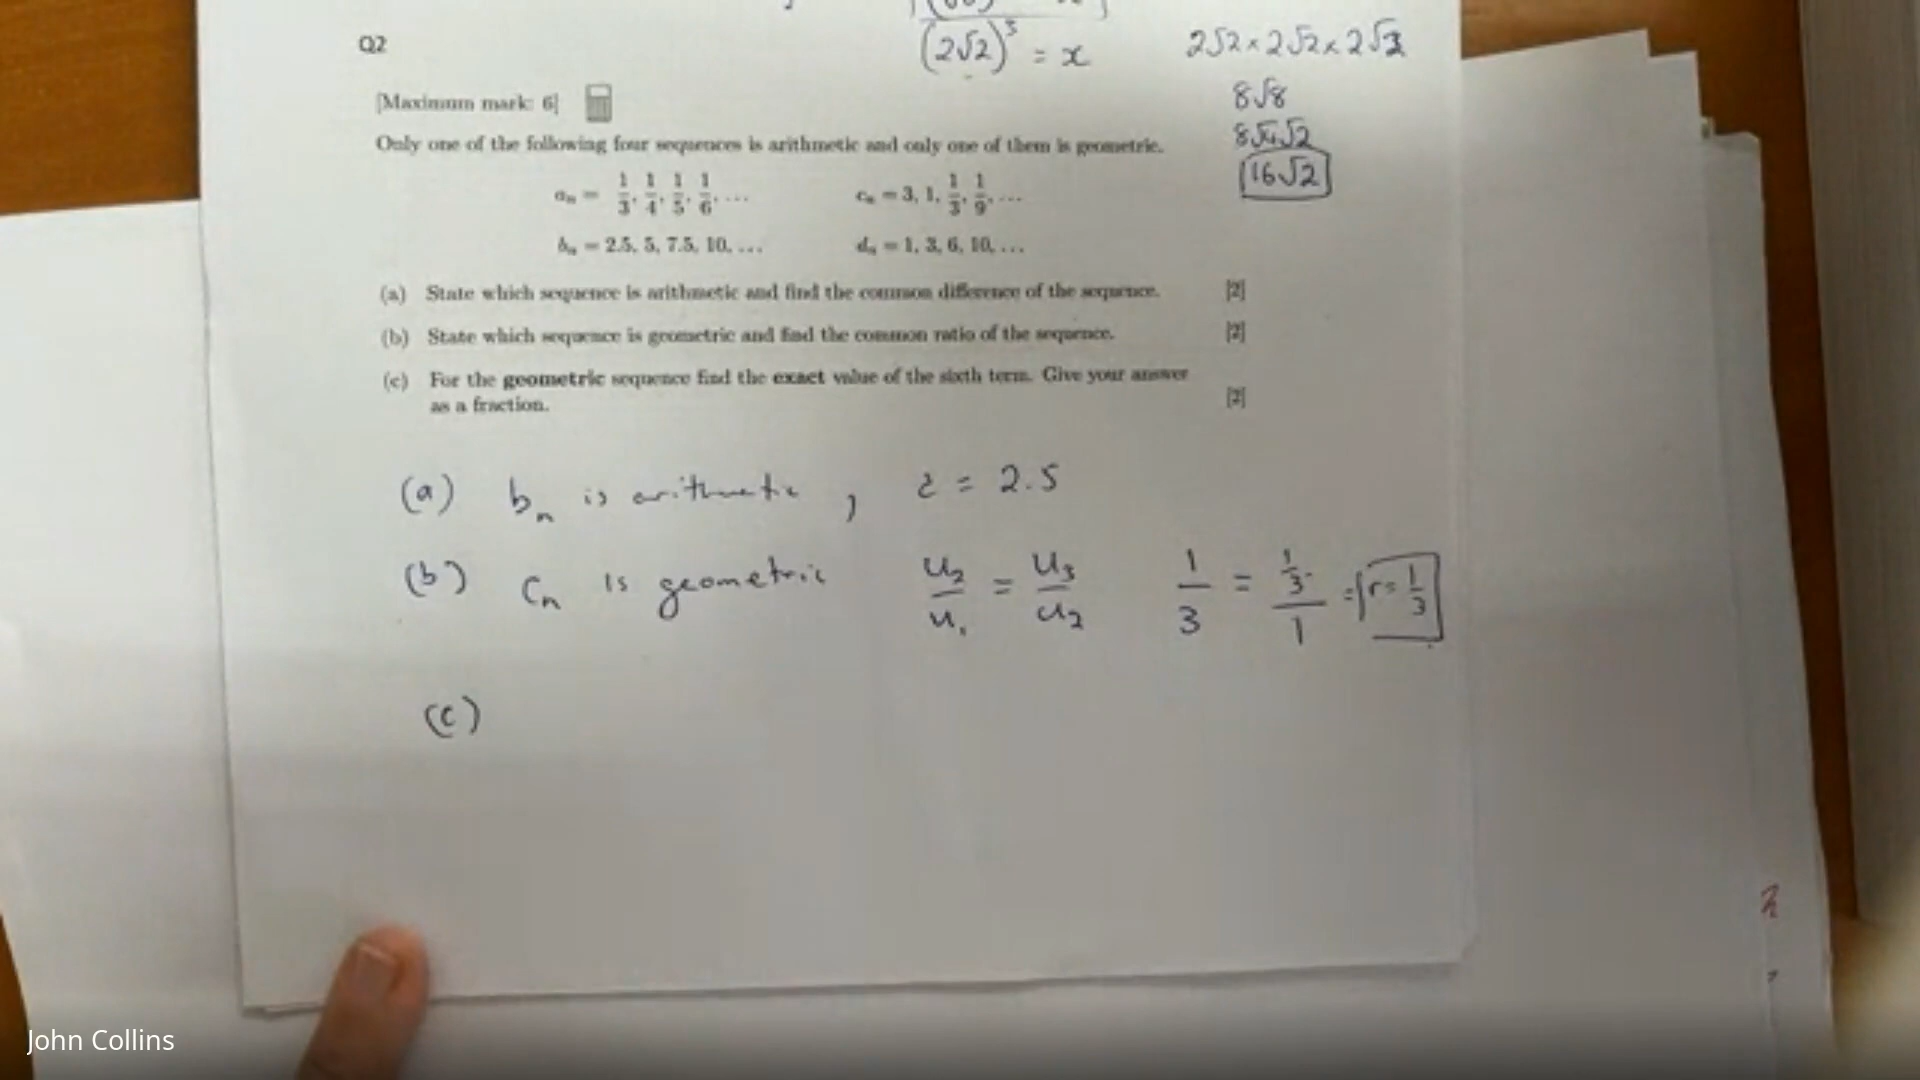 (2√2)³ = x
2√2 × 2√2 × 2√2
8√8
8√4√2
16√2
Q2
[Maximum mark: 6]
Only one of the following four sequences is arithmetic and only one of them is geometric.
aₙ = 1/3, 1/4, 1/5, 1/6, ...
cₙ = 3, 1, 1/3, 1/9, ...
bₙ = 2.5, 5, 7.5, 10, ...
dₙ = 1, 3, 6, 10, ...
(a) State which sequence is arithmetic and find the common difference of the sequence. [2]
(b) State which sequence is geometric and find the common ratio of the sequence. [2]
(c) For the geometric sequence find the exact value of the sixth term. Give your answer
as a fraction. [2]
(a) bₙ is arithmetic , = 2.5
(b) Cₙ is geometric u₂/u₁ = u₃/u₂ 1/3 = 1/3/1 = r = 1/3
(c)
John Collins